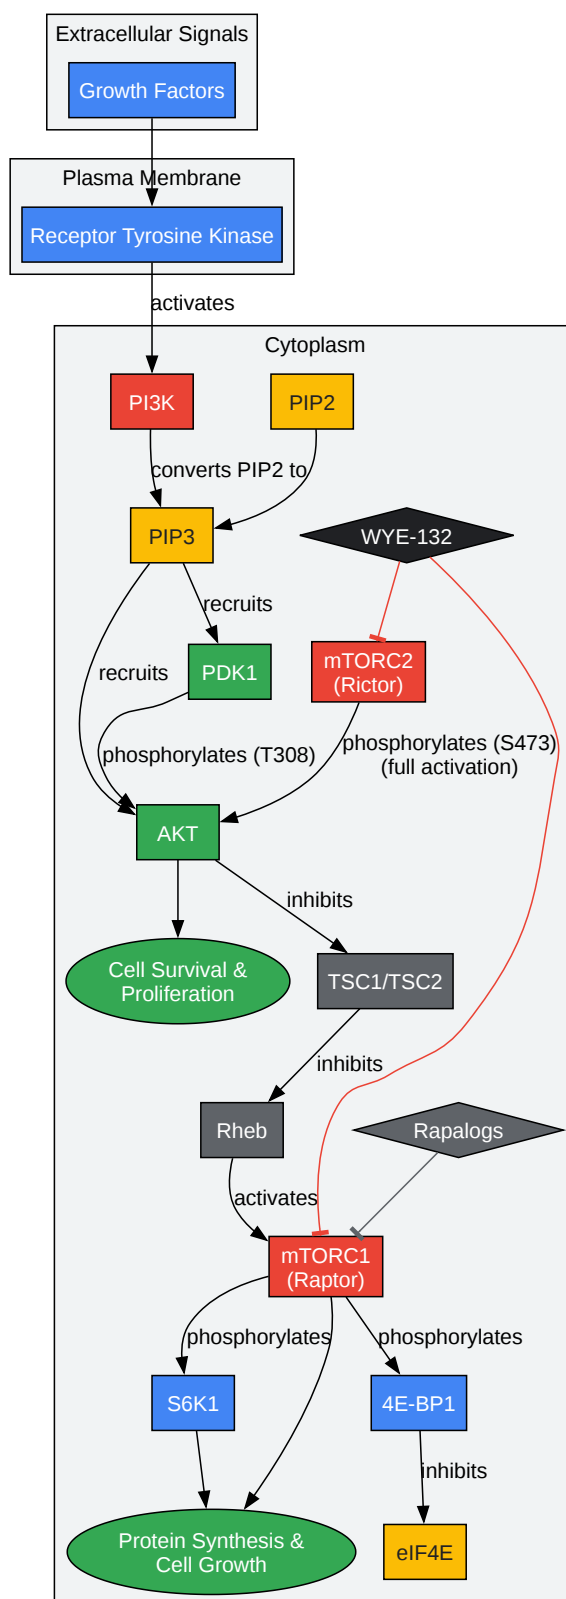 Extracellular Signals
Growth Factors
Plasma Membrane
Receptor Tyrosine Kinase
activates
Cytoplasm
PI3K
PIP2
converts PIP2 to
PIP3
WYE-132
recruits
recruits
PDK1
mTORC2
(Rictor)
phosphorylates (T308)
phosphorylates (S473)
(full activation)
AKT
inhibits
Cell Survival &
Proliferation
TSC1/TSC2
inhibits
Rheb
Rapalogs
activates
mTORC1
(Raptor)
phosphorylates
phosphorylates
S6K1
4E-BP1
inhibits
Protein Synthesis &
Cell Growth
eIF4E